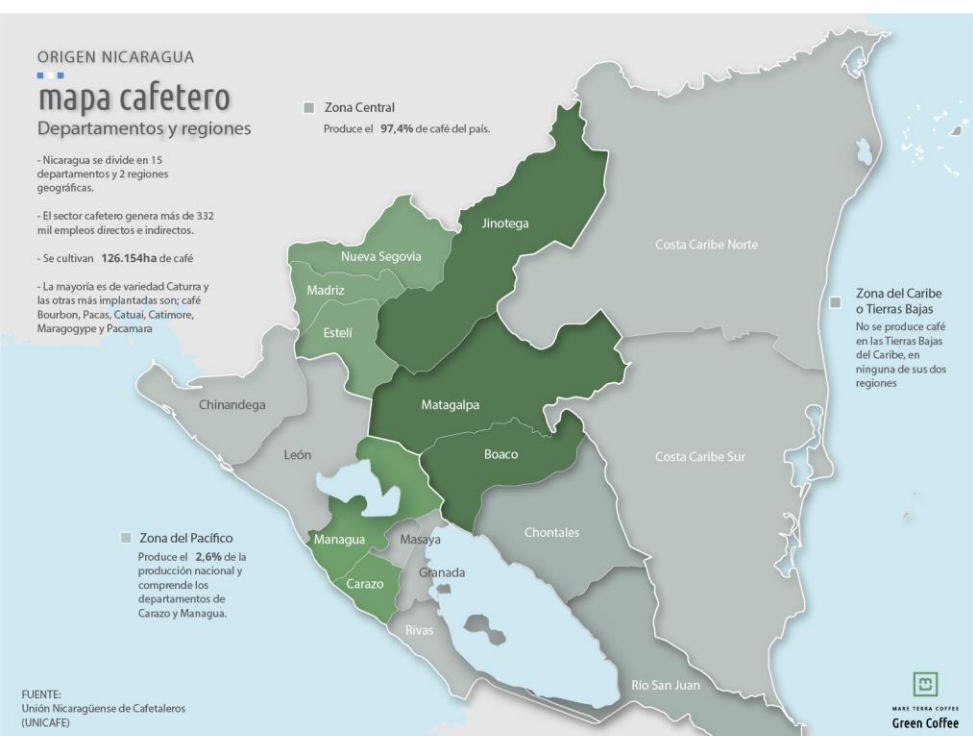 ORIGEN NICARAGUA
mapa cafetero
Departamentos y regiones
- Nicaragua se divide en 15
departamentos y 2 regiones
geográficas.
- El sector cafetero genera más de 332
mil empleos directos e indirectos.
- Se cultivan 126.154ha de café
- La mayoría es de variedad Caturra y
las otras más implantadas son; café
Bourbon, Pacas, Catuai, Catimore,
Maragogype y Pacamara
Zona Central
Produce el 97,4% de café del país.
Jinotega
Nueva Segovia
Costa Caribe Norte
Madriz
Estelí
Zona del Caribe
o Tierras Bajas
No se produce café
en las Tierras Bajas
del Caribe, en
ninguna de sus dos
regiones
Chinandega
Matagalpa
León
Boaco
Costa Caribe Sur
Chontales
Managua
Masaya
Granada
Carazo
Zona del Pacífico
Produce el 2,6% de la
producción nacional y
comprende los
departamentos de
Carazo y Managua.
Rivas
Río San Juan
FUENTE:
Unión Nicaragüense de Cafetaleros
(UNICAFE)
MARE TERRA COFFEE
Green Coffee